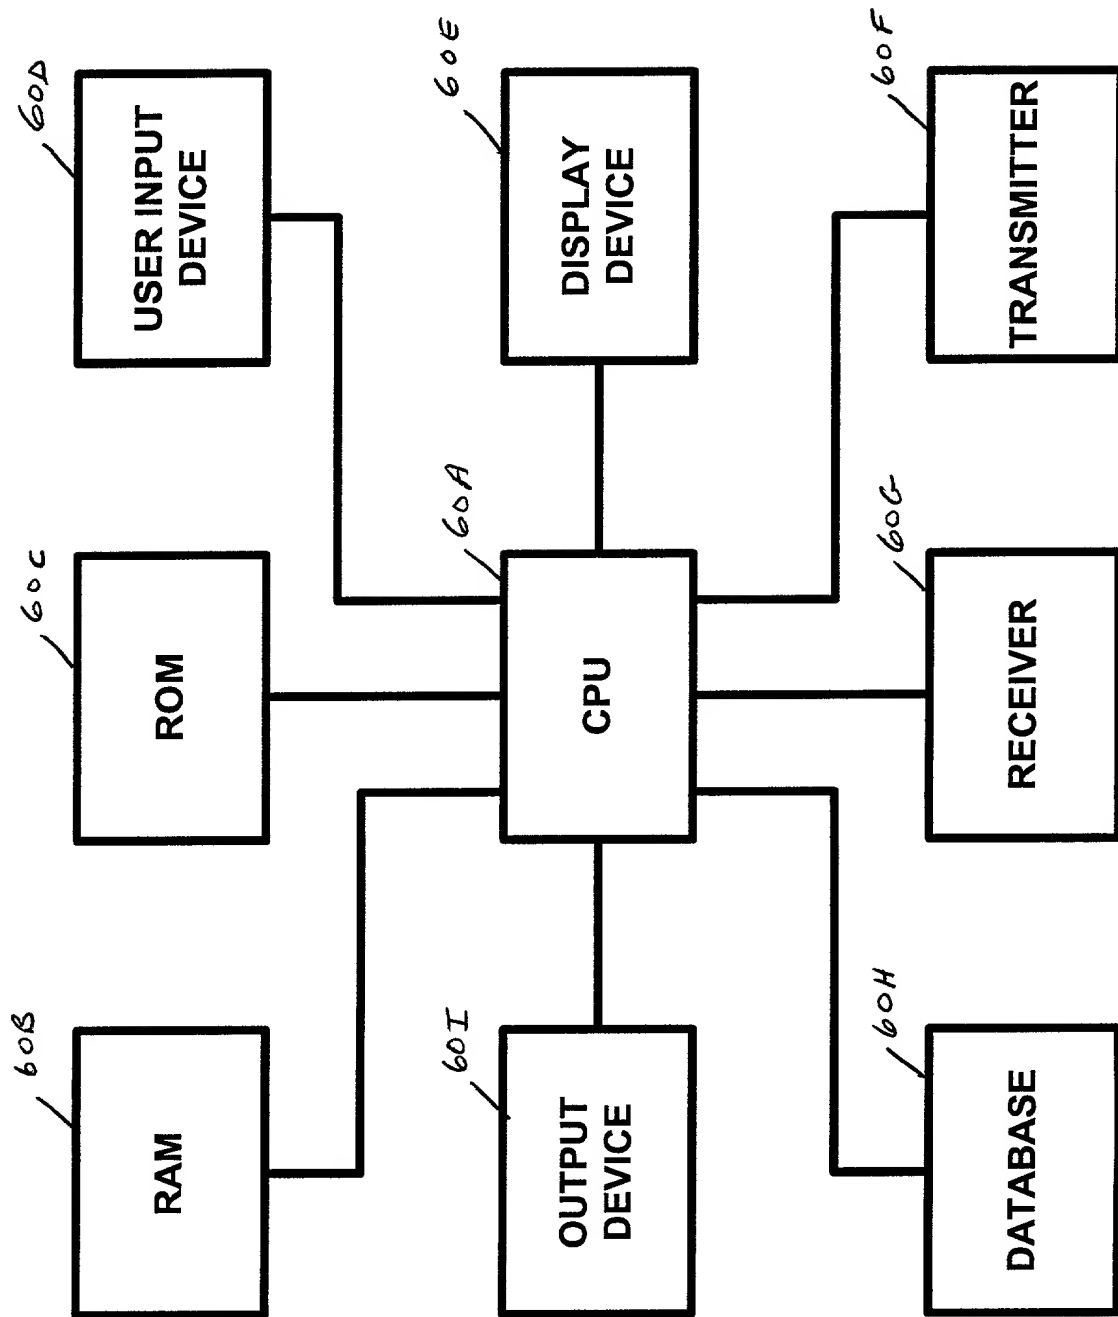 60B
RAM
60C
ROM
60D
USER INPUT
DEVICE
60I
OUTPUT
DEVICE
60A
CPU
60E
DISPLAY
DEVICE
60H
DATABASE
60G
RECEIVER
60F
TRANSMITTER